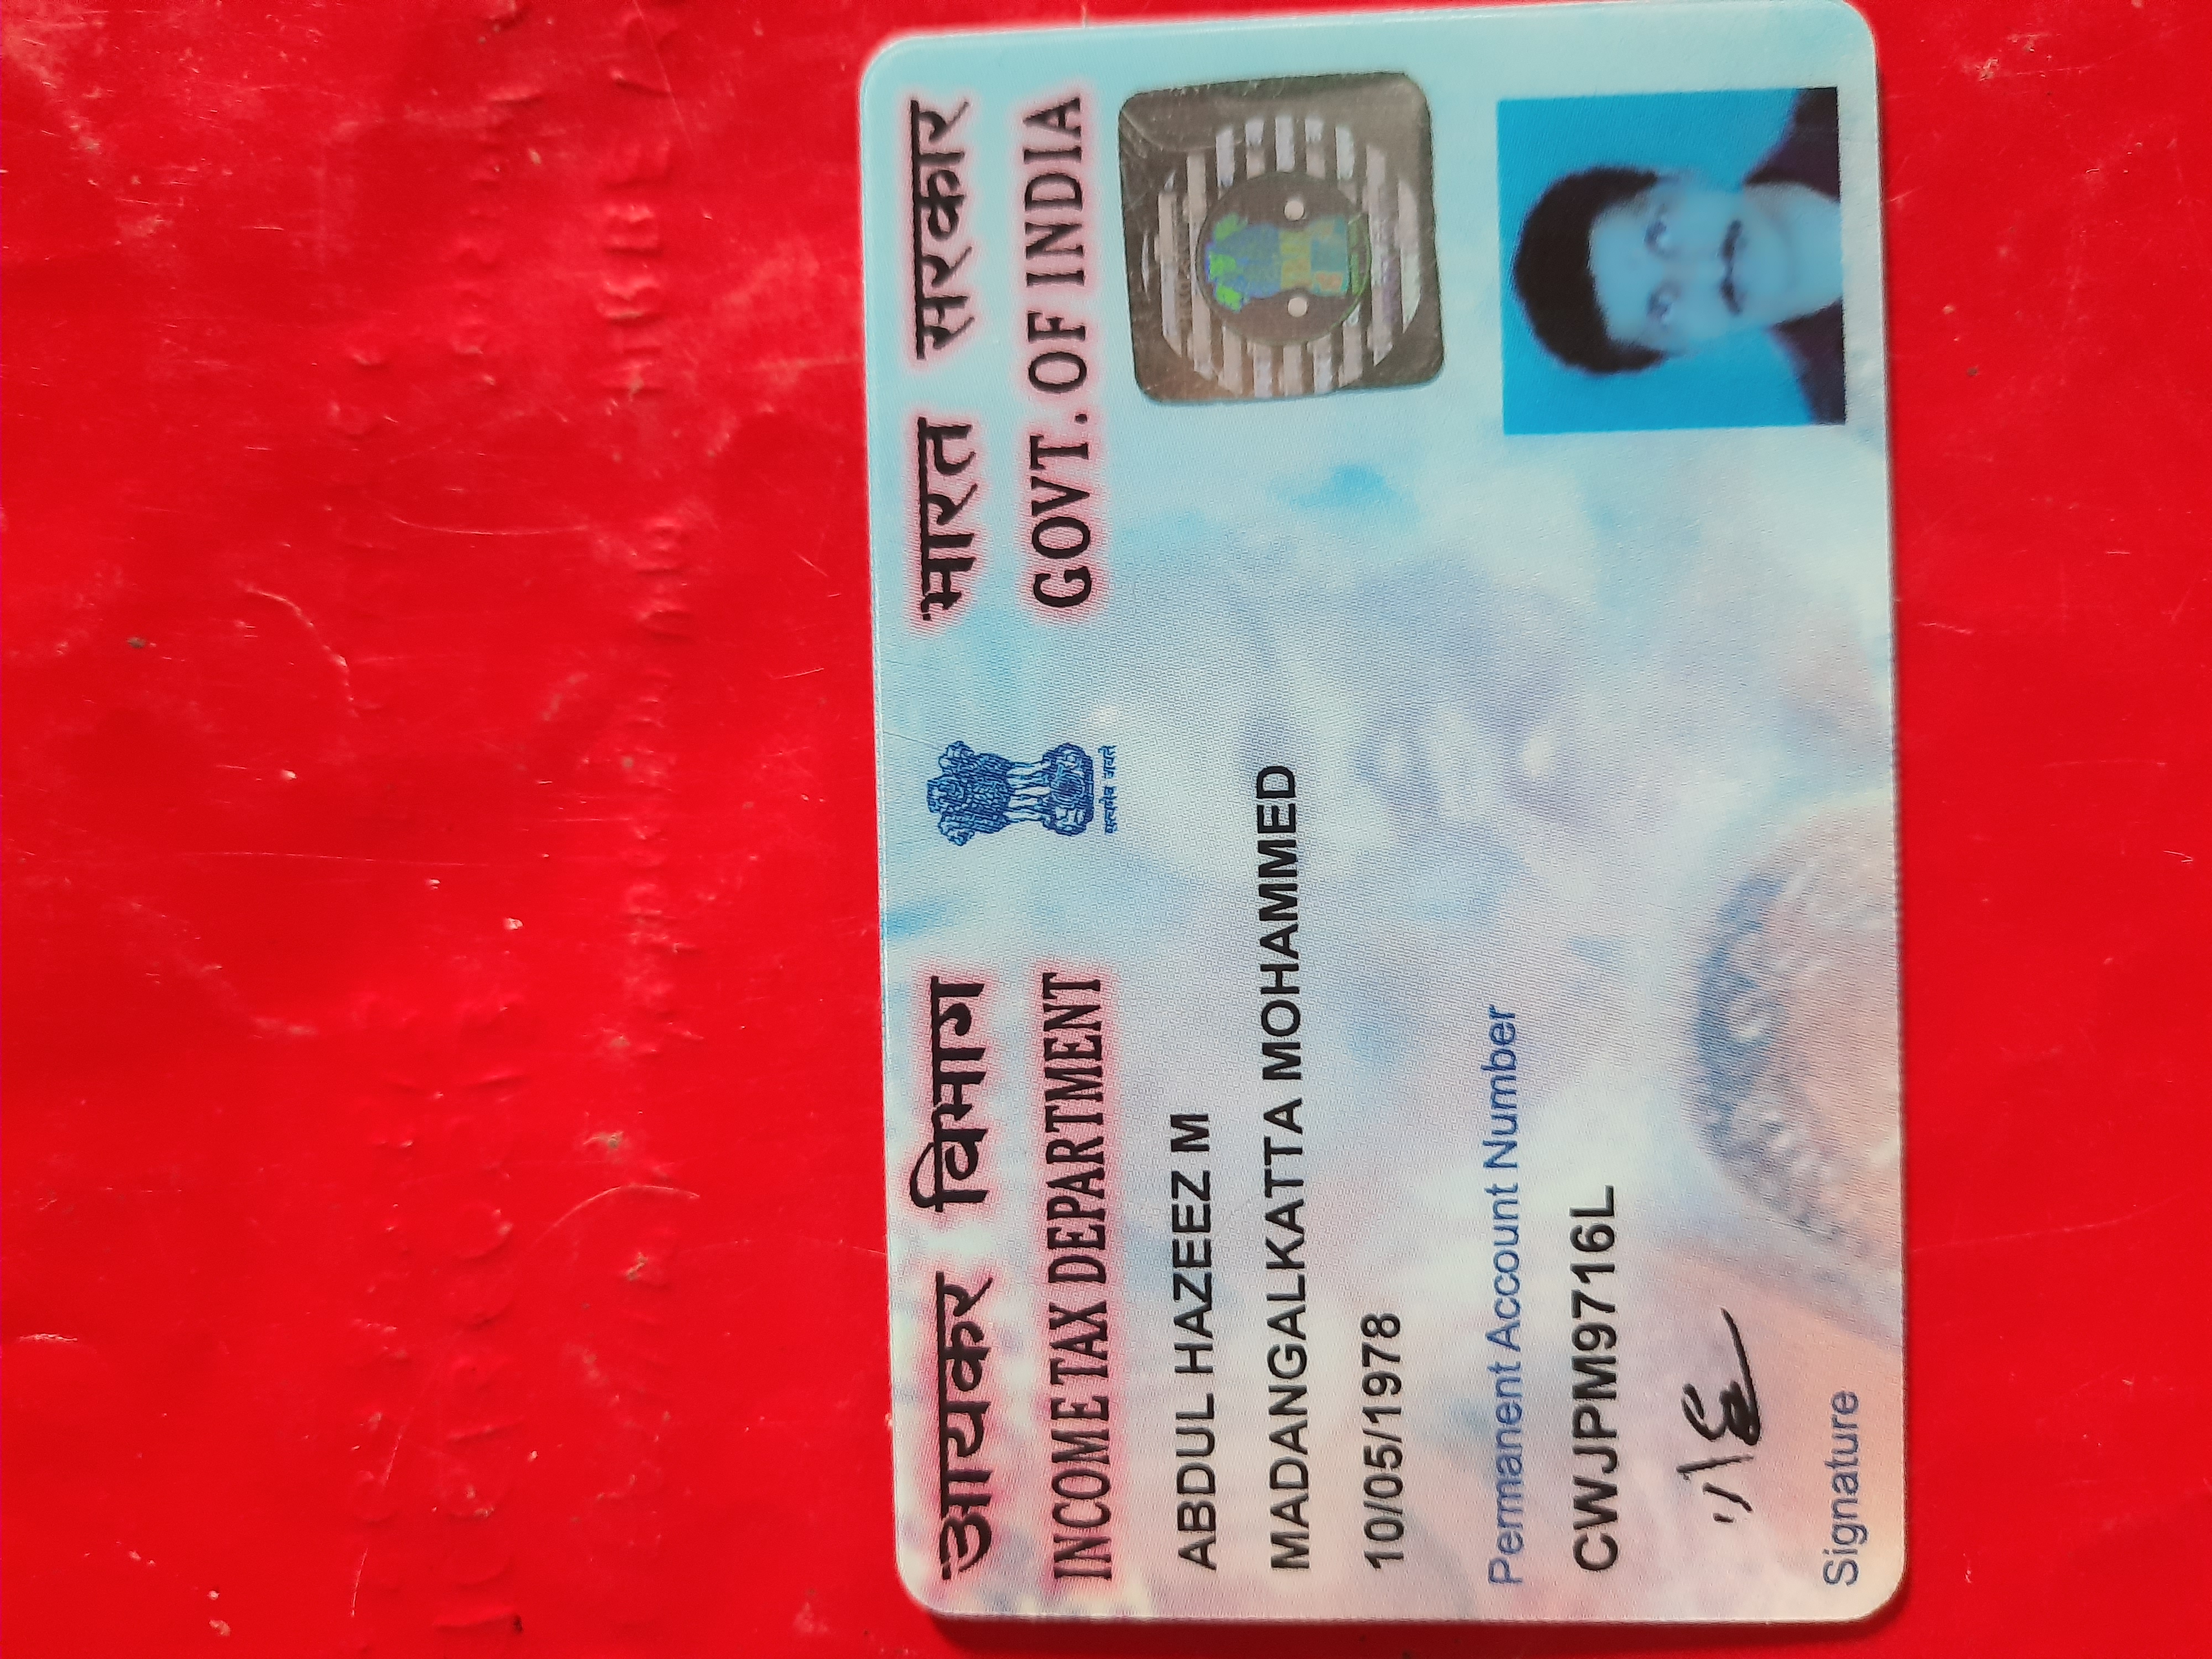 आयकर विभाग
INCOME TAX DEPARTMENT
सत्यमेव जयते
भारत सरकार
GOVT. OF INDIA
ABDUL HAZEEZ M
MADANGALKATTA MOHAMMED
10/05/1978
Permanent Account Number
CWJPM9716L
Signature